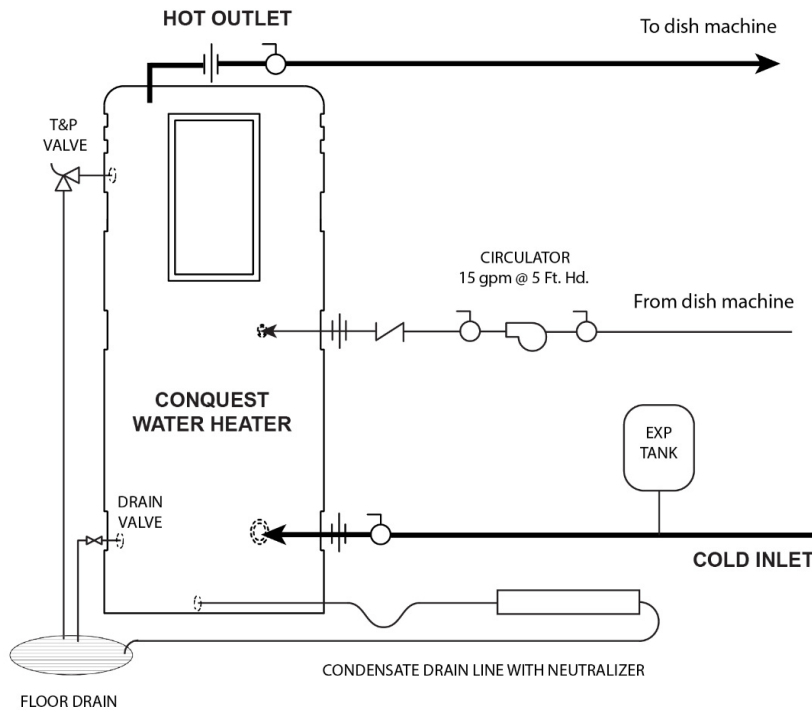 HOT OUTLET
To dish machine
T&P
VALVE
CIRCULATOR
15 gpm @ 5 Ft. Hd.
From dish machine
CONQUEST
WATER HEATER
EXP
TANK
DRAIN
VALVE
COLD INLET
CONDENSATE DRAIN LINE WITH NEUTRALIZER
FLOOR DRAIN